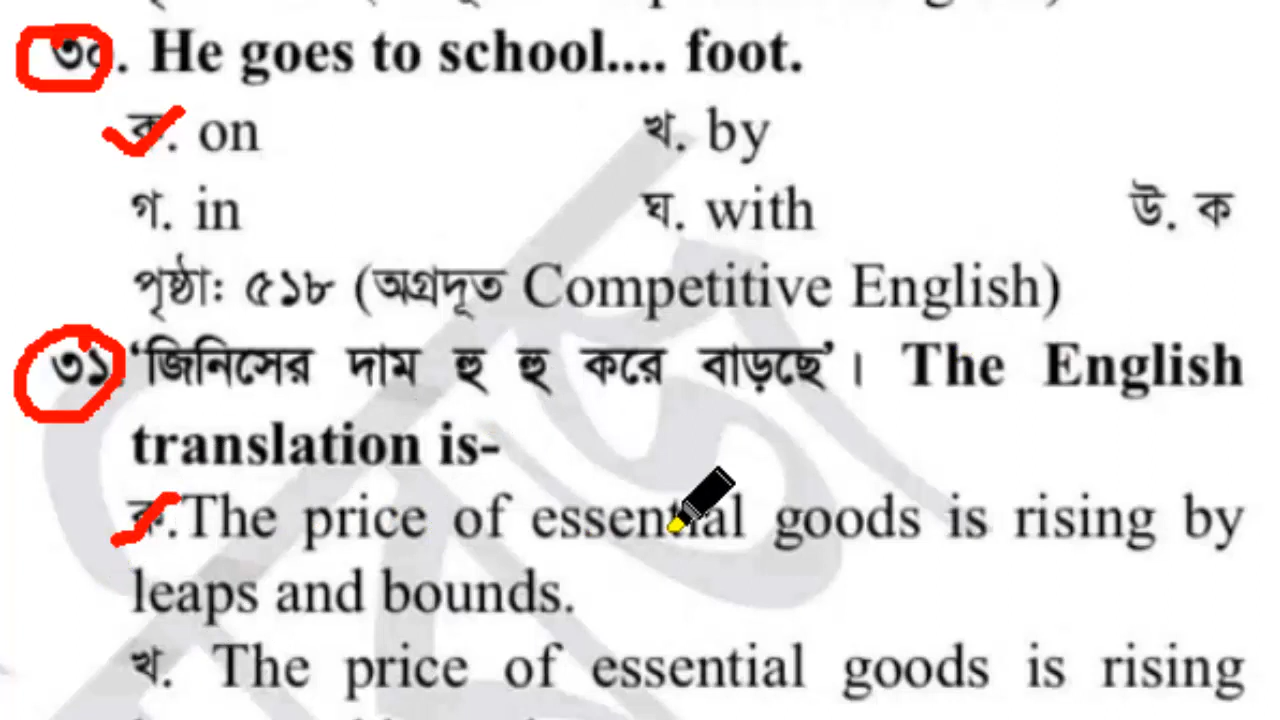 ৩০. He goes to school.... foot.
ক. on খ. by
গ. in ঘ. with উ. ক
পৃষ্ঠাঃ ৫১৮ (অগ্রদূত Competitive English)
৩১ ‘জিনিসের দাম হু হু করে বাড়ছে’। The English
translation is-
ক.The price of essential goods is rising by
leaps and bounds.
খ. The price of essential goods is rising